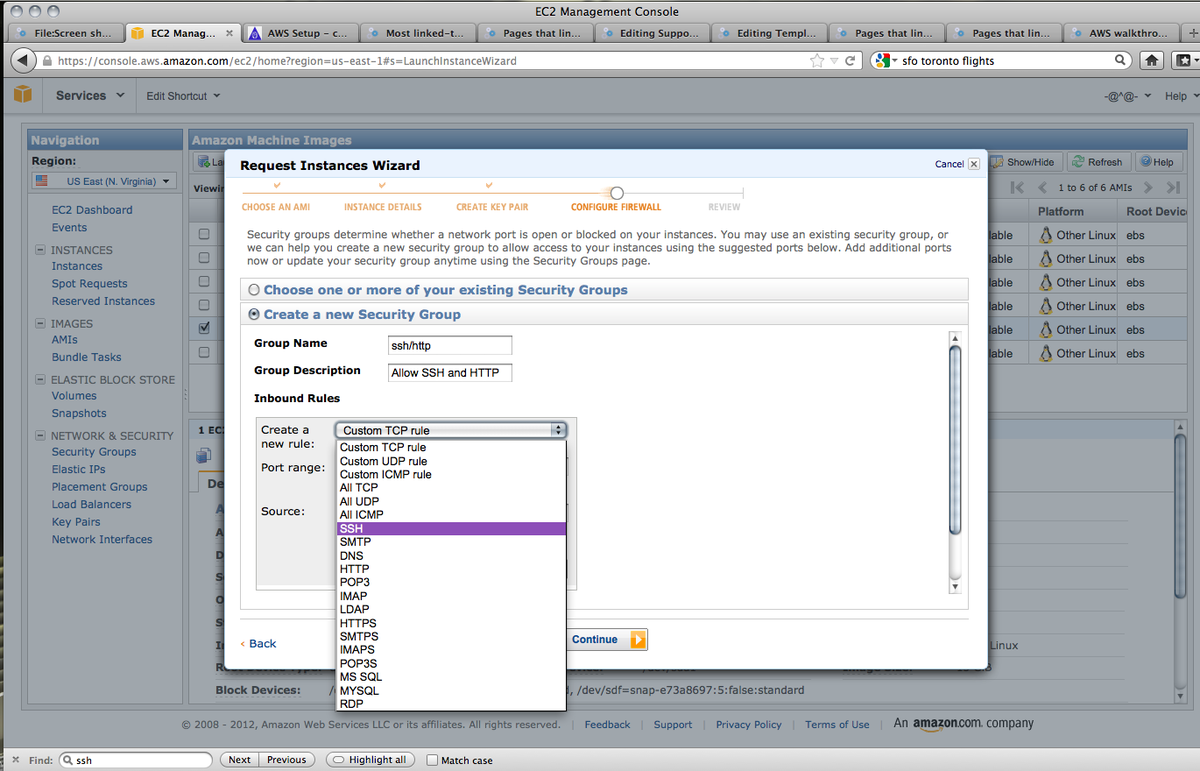 EC2 Management Console
File:Screen sh...
EC2 Manag...
AWS Setup – c...
Most linked-t...
Pages that lin...
Editing Suppo...
Editing Templ...
Pages that lin...
Pages that lin...
AWS walkthro...
https://console.aws.amazon.com/ec2/home?region=us-east-1#s=LaunchInstanceWizard
sfo toronto flights
Services
Edit Shortcut
-@^@-
Help
Navigation
Region:
US East (N. Virginia)
EC2 Dashboard
Events
INSTANCES
Instances
Spot Requests
Reserved Instances
IMAGES
AMIs
Bundle Tasks
ELASTIC BLOCK STORE
Volumes
Snapshots
NETWORK & SECURITY
Security Groups
Elastic IPs
Placement Groups
Load Balancers
Key Pairs
Network Interfaces
Amazon Machine Images
La
Show/Hide
Refresh
Help
Viewin
1 to 6 of 6 AMIs
Platform
Root Devic
lable Other Linux ebs
lable Other Linux ebs
lable Other Linux ebs
lable Other Linux ebs
lable Other Linux ebs
lable Other Linux ebs
Request Instances Wizard
Cancel
CHOOSE AN AMI
INSTANCE DETAILS
CREATE KEY PAIR
CONFIGURE FIREWALL
REVIEW
Security groups determine whether a network port is open or blocked on your instances. You may use an existing security group, or
we can help you create a new security group to allow access to your instances using the suggested ports below. Add additional ports
now or update your security group anytime using the Security Groups page.
Choose one or more of your existing Security Groups
Create a new Security Group
Group Name
ssh/http
Group Description
Allow SSH and HTTP
Inbound Rules
Create a
new rule:
Custom TCP rule
Port range:
Source:
Custom TCP rule
Custom UDP rule
Custom ICMP rule
All TCP
All UDP
All ICMP
SSH
SMTP
DNS
HTTP
POP3
IMAP
LDAP
HTTPS
SMTPS
IMAPS
POP3S
MS SQL
MYSQL
RDP
Back
Continue
1 EC
De
Linux
Block Devices:
, /dev/sdf=snap-e73a8697:5:false:standard
© 2008 - 2012, Amazon Web Services LLC or its affiliates. All rights reserved.
Feedback
Support
Privacy Policy
Terms of Use
An amazon.com. company
Find:
ssh
Next
Previous
Highlight all
Match case